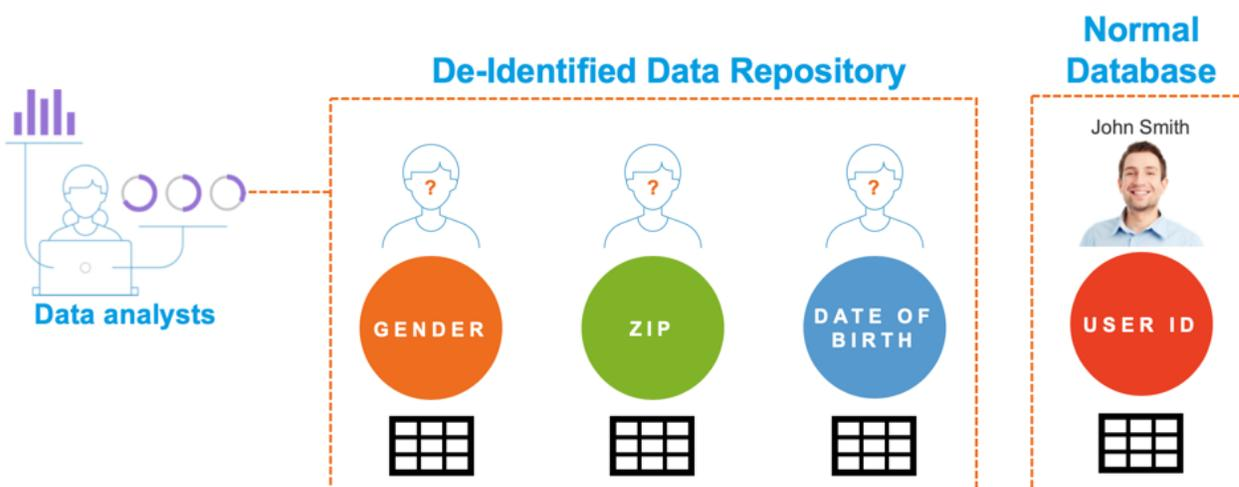 Normal
Database
De-Identified Data Repository
John Smith
?
?
?
GENDER
ZIP
DATE OF
BIRTH
USER ID
Data analysts